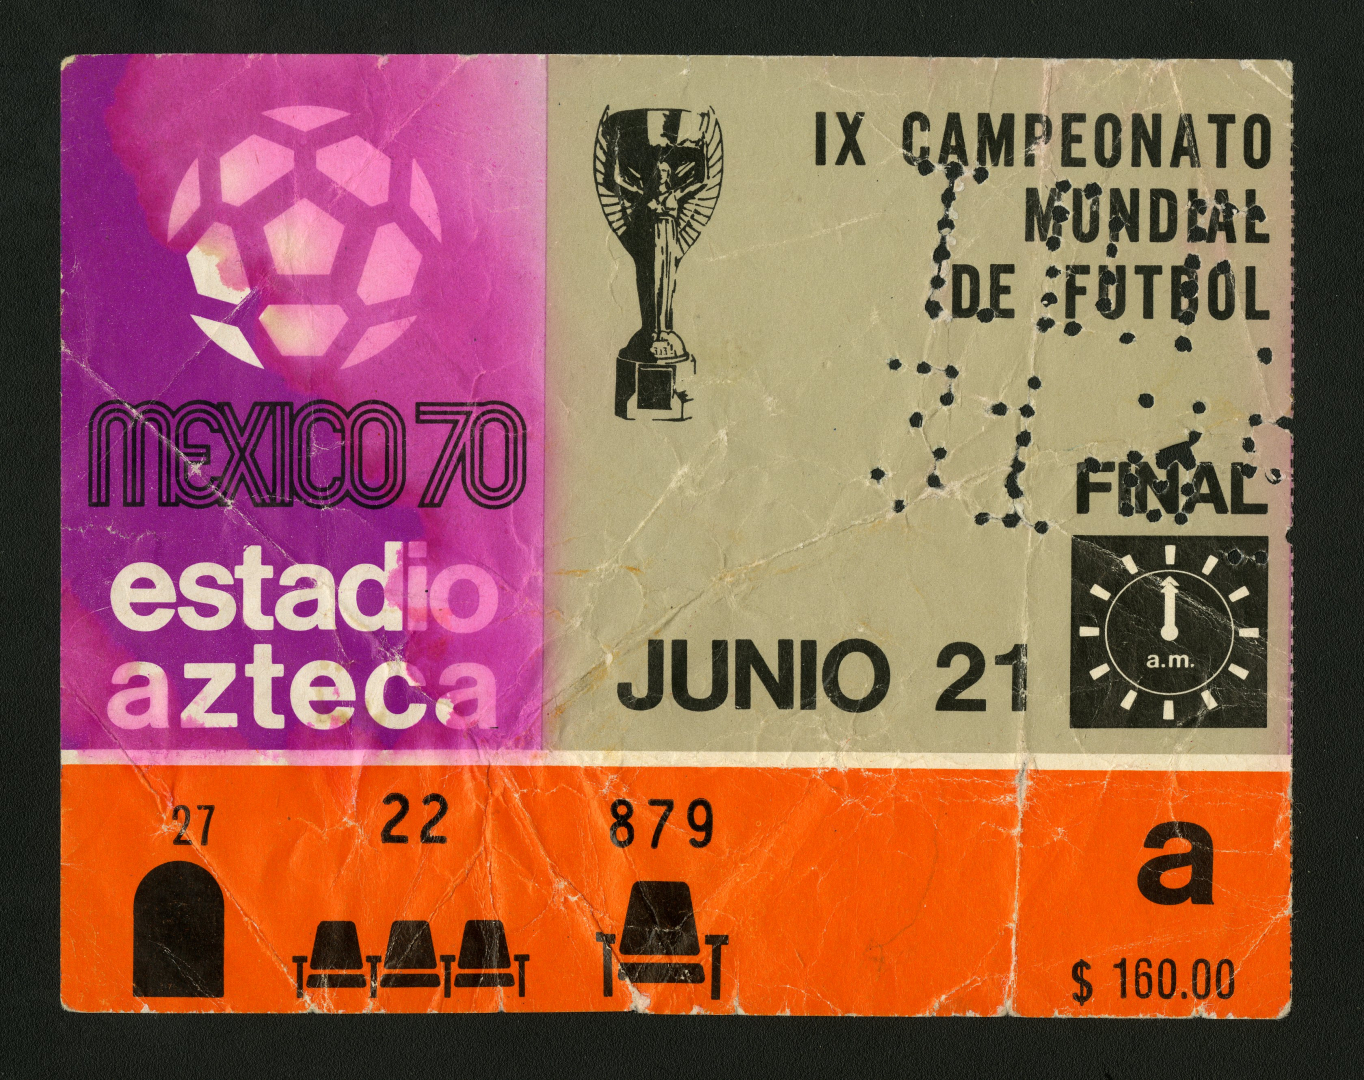 MEXICO 70
estadio
azteca
IX CAMPEONATO
MUNDIAL
DE FUTBOL
FINAL
a.m.
JUNIO 21
27
22
879
a
$ 160.00